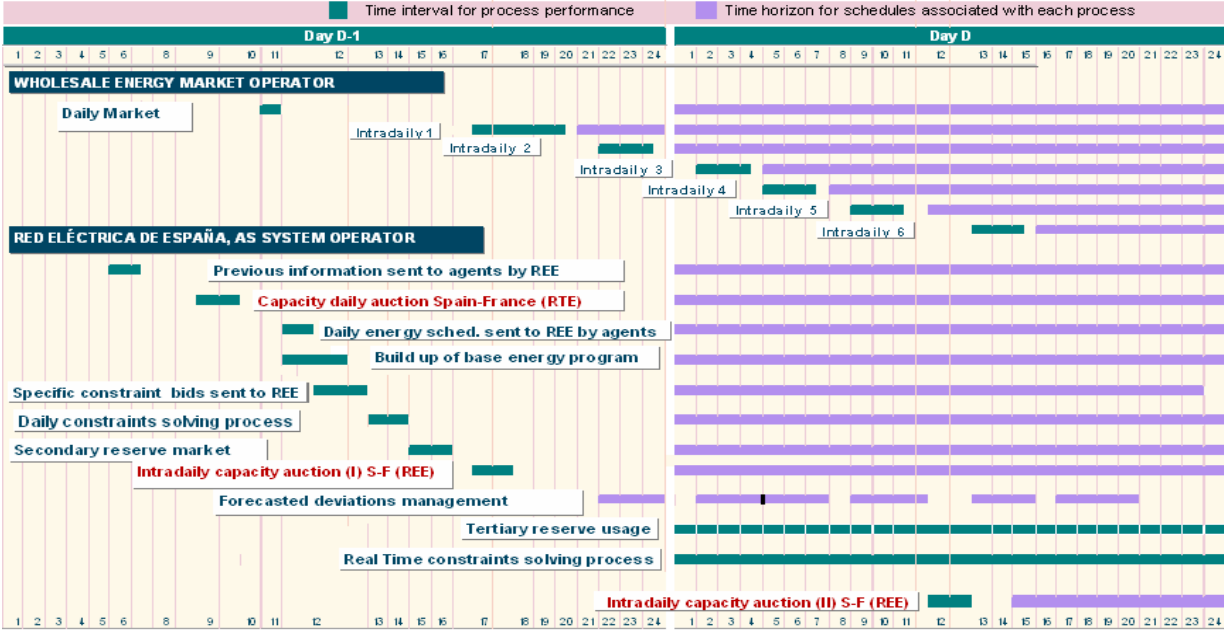 Time interval for process performance Time horizon for schedules associated with each process
Day D-1 Day D
1 2 3 4 5 6 7 8 9 10 11 12 13 14 15 16 17 18 19 20 21 22 23 24 1 2 3 4 5 6 7 8 9 10 11 12 13 14 15 16 17 18 19 20 21 22 23 24
WHOLESALE ENERGY MARKET OPERATOR
Daily Market
Intradaily 1
Intradaily 2
Intradaily 3
Intradaily 4
Intradaily 5
Intradaily 6
RED ELÉCTRICA DE ESPAÑA, AS SYSTEM OPERATOR
Previous information sent to agents by REE
Capacity daily auction Spain-France (RTE)
Daily energy sched. sent to REE by agents
Build up of base energy program
Specific constraint bids sent to REE
Daily constraints solving process
Secondary reserve market
Intradaily capacity auction (I) S-F (REE)
Forecasted deviations management
Tertiary reserve usage
Real Time constraints solving process
Intradaily capacity auction (II) S-F (REE)
1 2 3 4 5 6 7 8 9 10 11 12 13 14 15 16 17 18 19 20 21 22 23 24 1 2 3 4 5 6 7 8 9 10 11 12 13 14 15 16 17 18 19 20 21 22 23 24